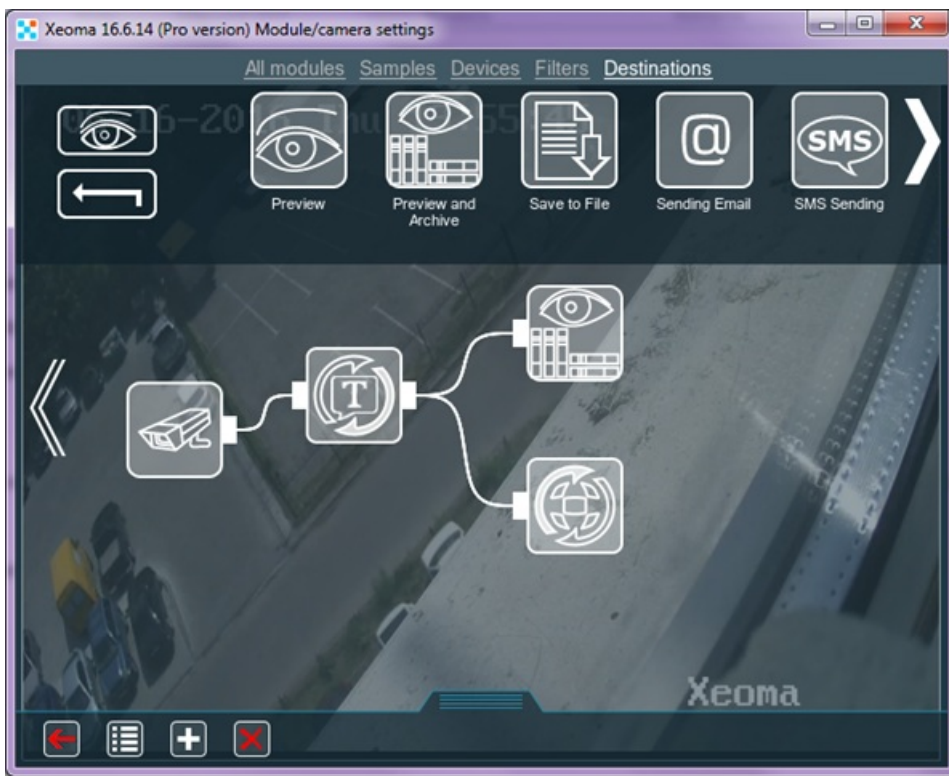 Xeoma 16.6.14 (Pro version) Module/camera settings
All modules Samples Devices Filters Destinations
@
SMS
Preview
Preview and
Archive
Save to File
Sending Email
SMS Sending
T
Xeoma